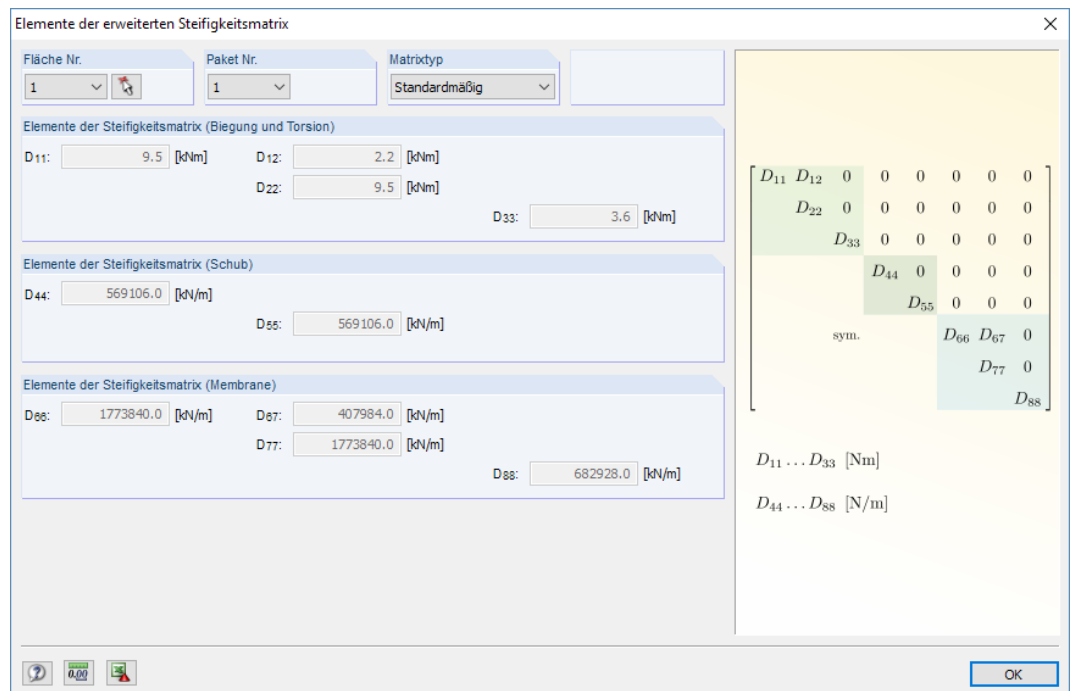 Elemente der erweiterten Steifigkeitsmatrix
Fläche Nr. Paket Nr. Matrixtyp
1 1 Standardmäßig
Elemente der Steifigkeitsmatrix (Biegung und Torsion)
D11: 9.5 [kNm] D12: 2.2 [kNm]
D22: 9.5 [kNm]
D33: 3.6 [kNm]
Elemente der Steifigkeitsmatrix (Schub)
D44: 569106.0 [kN/m]
D55: 569106.0 [kN/m]
Elemente der Steifigkeitsmatrix (Membrane)
D66: 1773840.0 [kN/m] D67: 407984.0 [kN/m]
D77: 1773840.0 [kN/m]
D88: 682928.0 [kN/m]
D11 D12 0 0 0 0 0 0
D22 0 0 0 0 0 0
D33 0 0 0 0 0
D44 0 0 0 0
D55 0 0 0
sym. D66 D67 0
D77 0
D88
D11 ... D33 [Nm]
D44 ... D88 [N/m]
0.00
OK